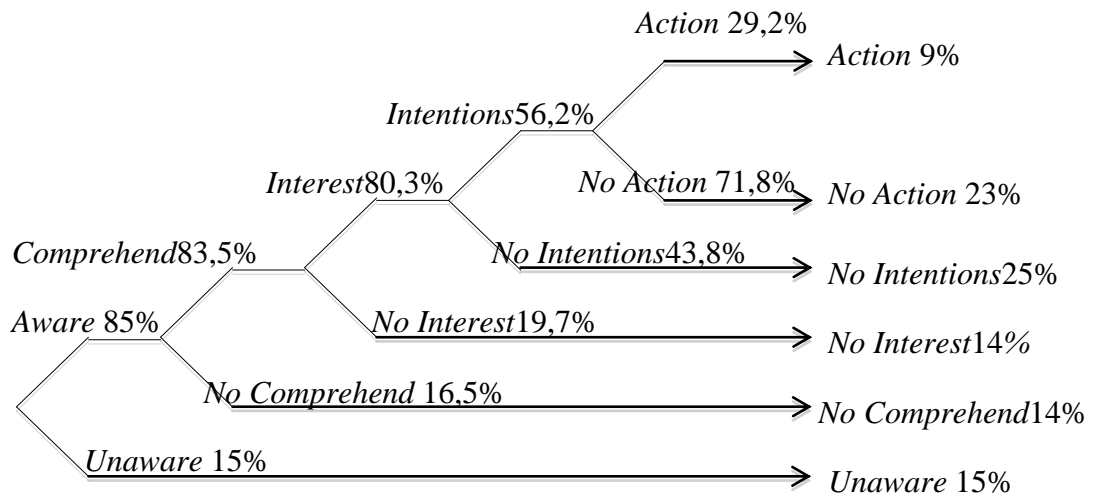 Action 29,2%
Action 9%
Intentions56,2%
Interest80,3%
No Action 71,8%
No Action 23%
Comprehend83,5%
No Intentions43,8%
No Intentions25%
Aware 85%
No Interest19,7%
No Interest14%
No Comprehend 16,5%
No Comprehend14%
Unaware 15%
Unaware 15%